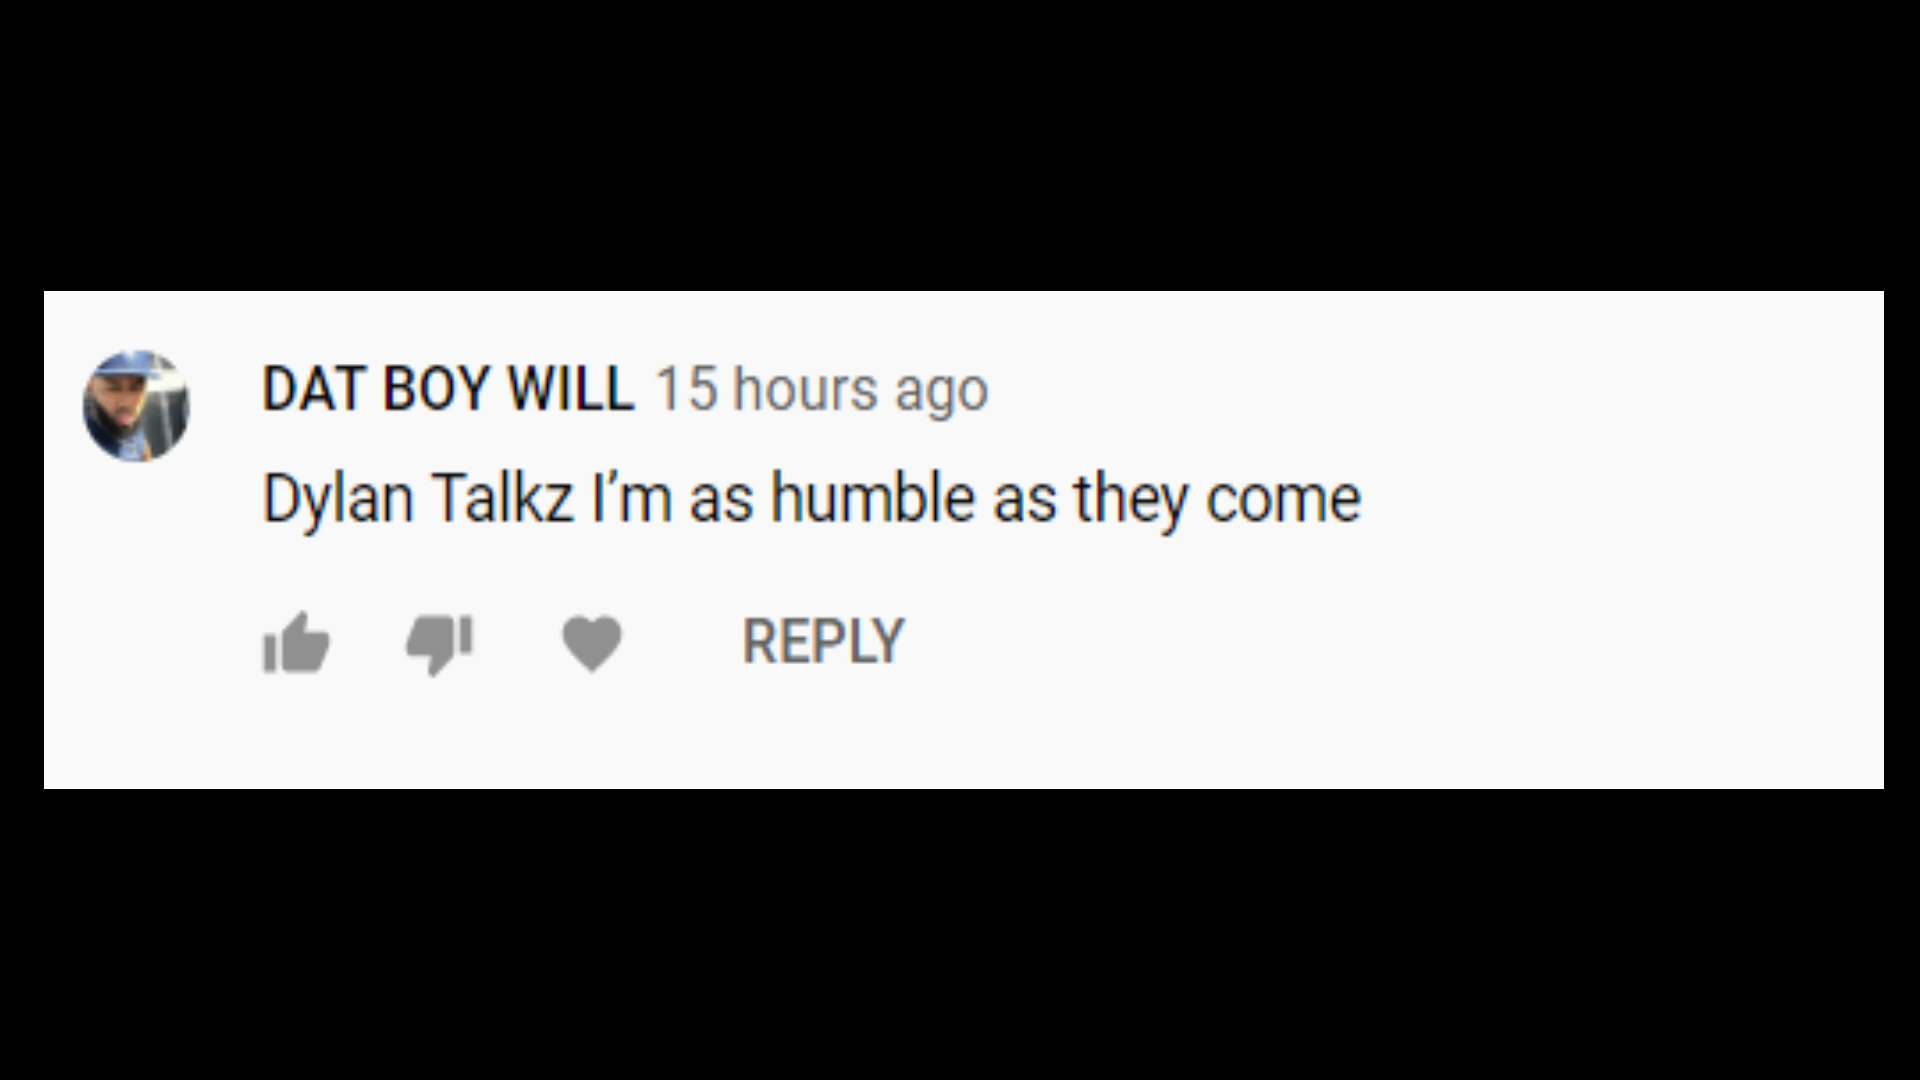 DAT BOY WILL 15 hours ago
Dylan Talkz I’m as humble as they come
REPLY